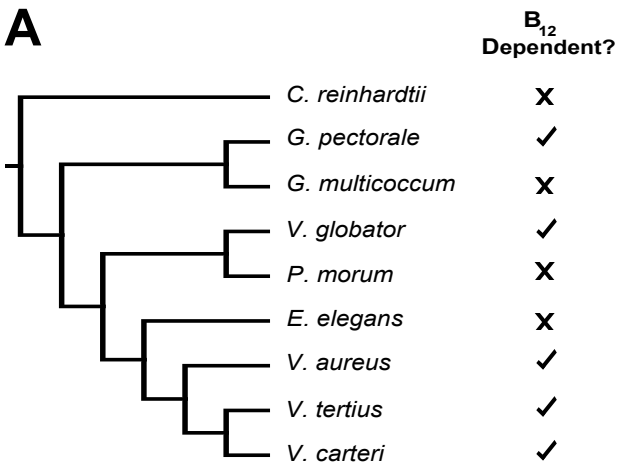 A
B12
Dependent?
C. reinhardtii X
G. pectorale ✓
G. multicoccum X
V. globator ✓
P. morum X
E. elegans X
V. aureus ✓
V. tertius ✓
V. carteri ✓